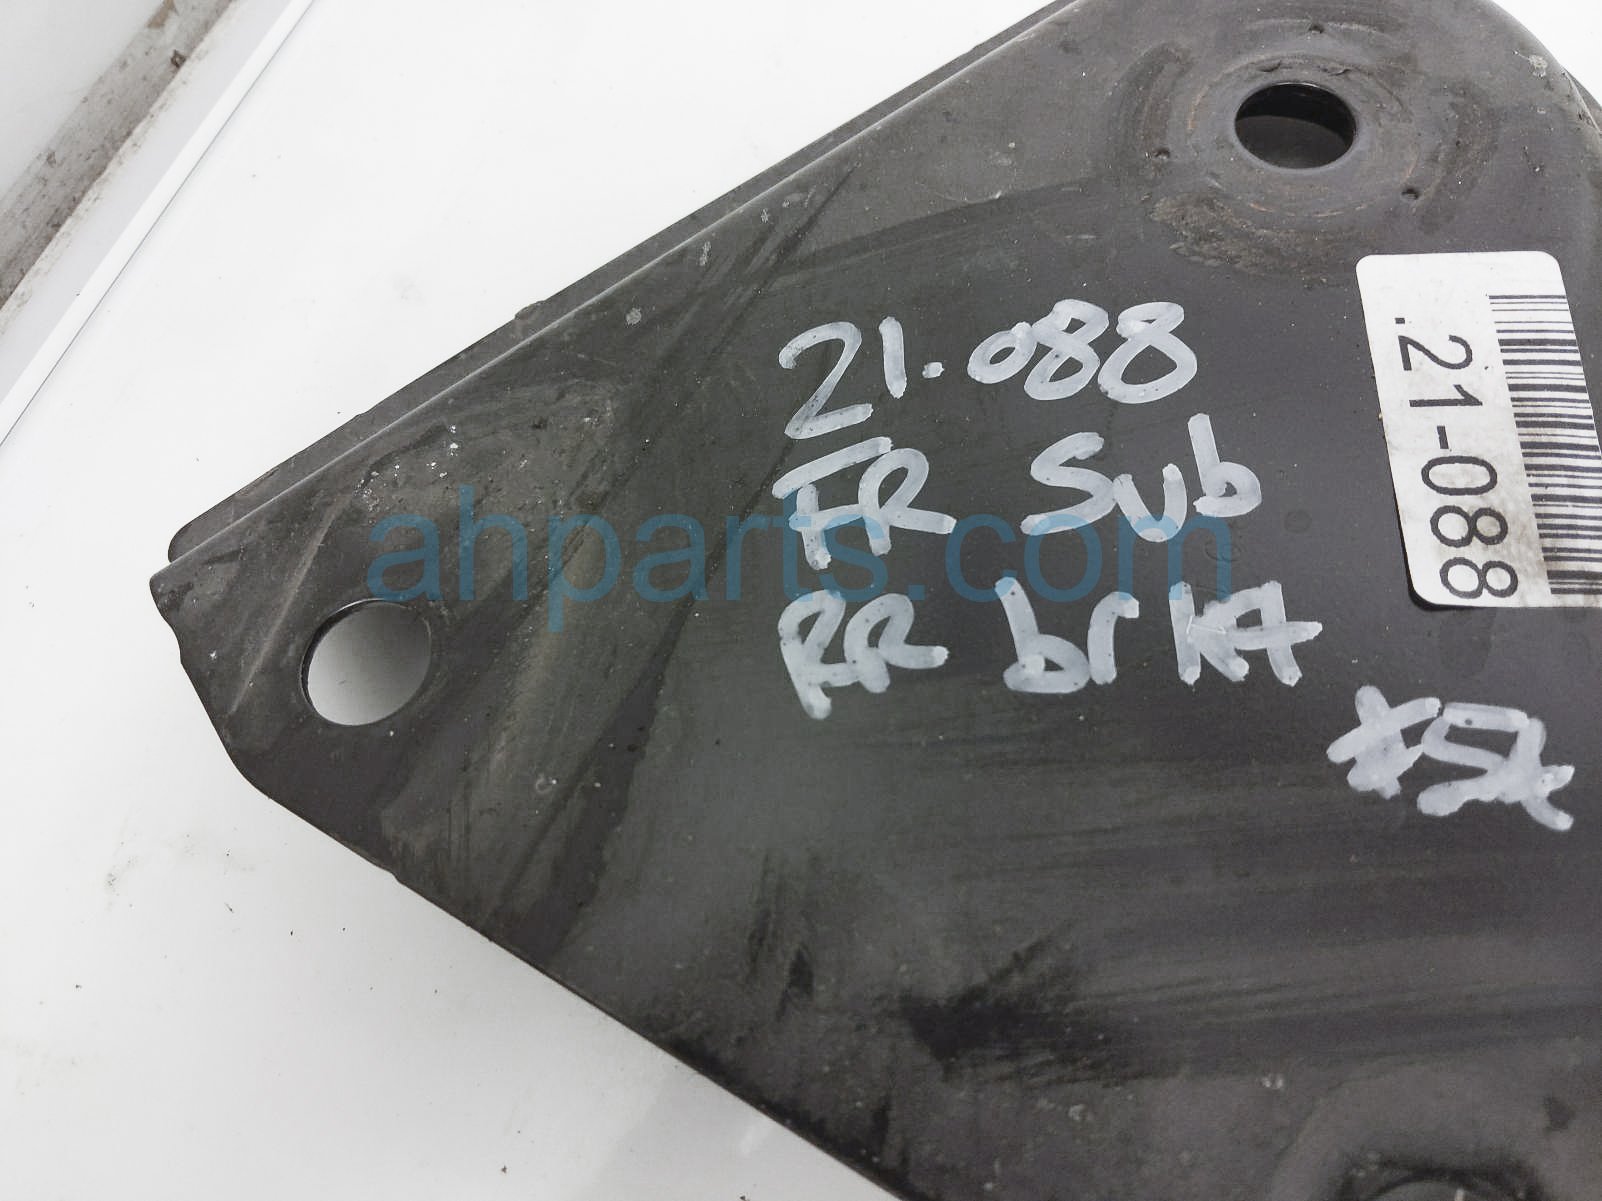 21.088
FR Sub
RR brkt
.21-088
ahparts.com